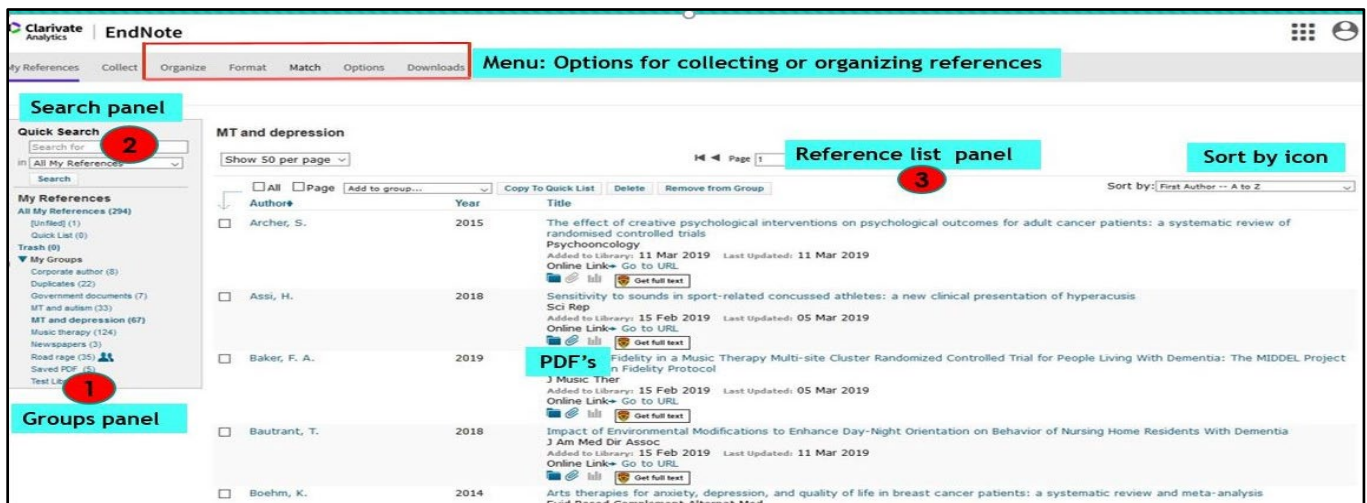 Clarivate
Analytics
EndNote
My References Collect Organize Format Match Options Downloads
Menu: Options for collecting or organizing references
Search panel
Quick Search
Search for
2
in All My References
Search
My References
All My References (294)
[Unfiled] (1)
Quick List (0)
Trash (0)
▼ My Groups
Corporate author (8)
Duplicates (22)
Government documents (7)
MT and autism (33)
MT and depression (67)
Music therapy (124)
Newspapers (3)
Road rage (35)
Saved PDF (5)
Test
1
Groups panel
MT and depression
Show 50 per page
Page 1
Reference list panel
3
Sort by icon
All Page Add to group... Copy To Quick List Delete Remove from Group
Sort by: First Author -- A to Z
Author Year Title
Archer, S. 2015 The effect of creative psychological interventions on psychological outcomes for adult cancer patients: a systematic review of
randomised controlled trials
Psychooncology
Added to Library: 11 Mar 2019 Last Updated: 11 Mar 2019
Online Link→ Go to URL
Get full text
Assi, H. 2018 Sensitivity to sounds in sport-related concussed athletes: a new clinical presentation of hyperacusis
Sci Rep
Added to Library: 15 Feb 2019 Last Updated: 05 Mar 2019
Online Link→ Go to URL
Get full text
PDF's
Baker, F. A. 2019 Fidelity in a Music Therapy Multi-site Cluster Randomized Controlled Trial for People Living With Dementia: The MIDDEL Project
Fidelity Protocol
J Music Ther
Added to Library: 15 Feb 2019 Last Updated: 05 Mar 2019
Online Link→ Go to URL
Get full text
Bautrant, T. 2018 Impact of Environmental Modifications to Enhance Day-Night Orientation on Behavior of Nursing Home Residents With Dementia
J Am Med Dir Assoc
Added to Library: 15 Feb 2019 Last Updated: 11 Mar 2019
Online Link→ Go to URL
Get full text
Boehm, K. 2014 Arts therapies for anxiety, depression, and quality of life in breast cancer patients: a systematic review and meta-analysis